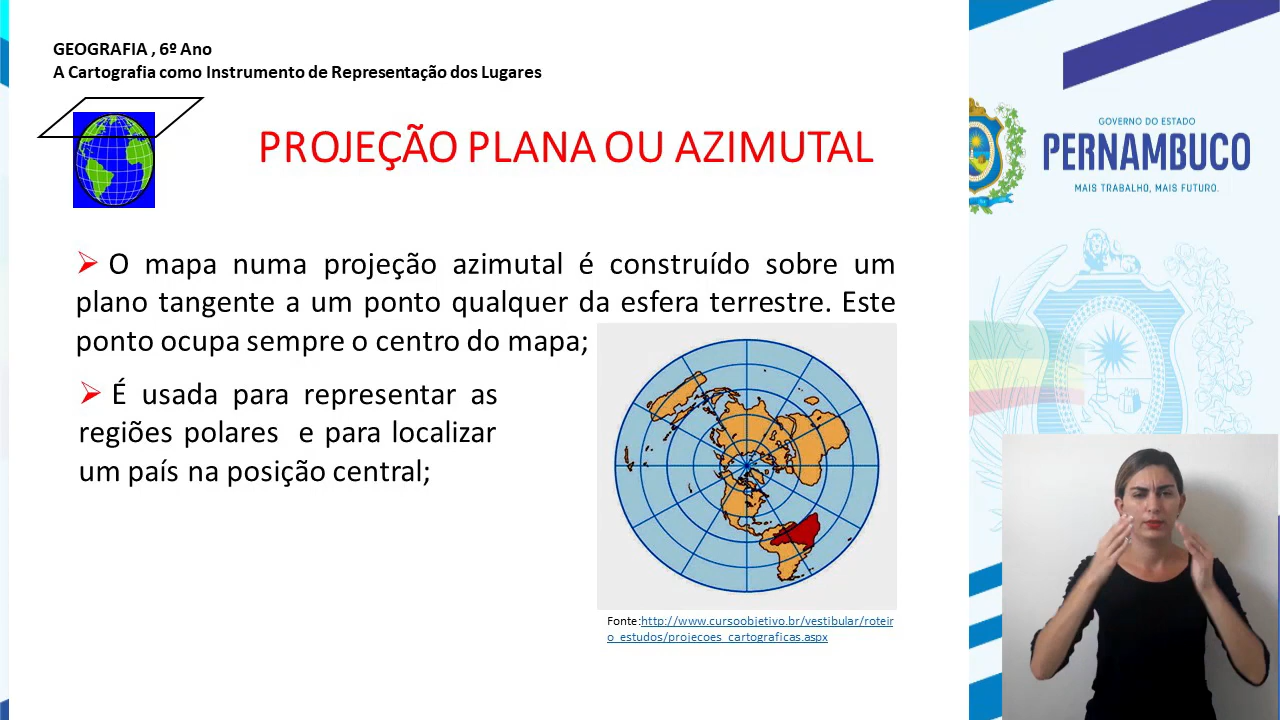 GEOGRAFIA , 6º Ano
A Cartografia como Instrumento de Representação dos Lugares
PROJEÇÃO PLANA OU AZIMUTAL
GOVERNO DO ESTADO
PERNAMBUCO
MAIS TRABALHO, MAIS FUTURO.
➢ O mapa numa projeção azimutal é construído sobre um
plano tangente a um ponto qualquer da esfera terrestre. Este
ponto ocupa sempre o centro do mapa;
➢ É usada para representar as
regiões polares e para localizar
um país na posição central;
Fonte:http://www.cursoobjetivo.br/vestibular/roteir
o_estudos/projecoes_cartograficas.aspx